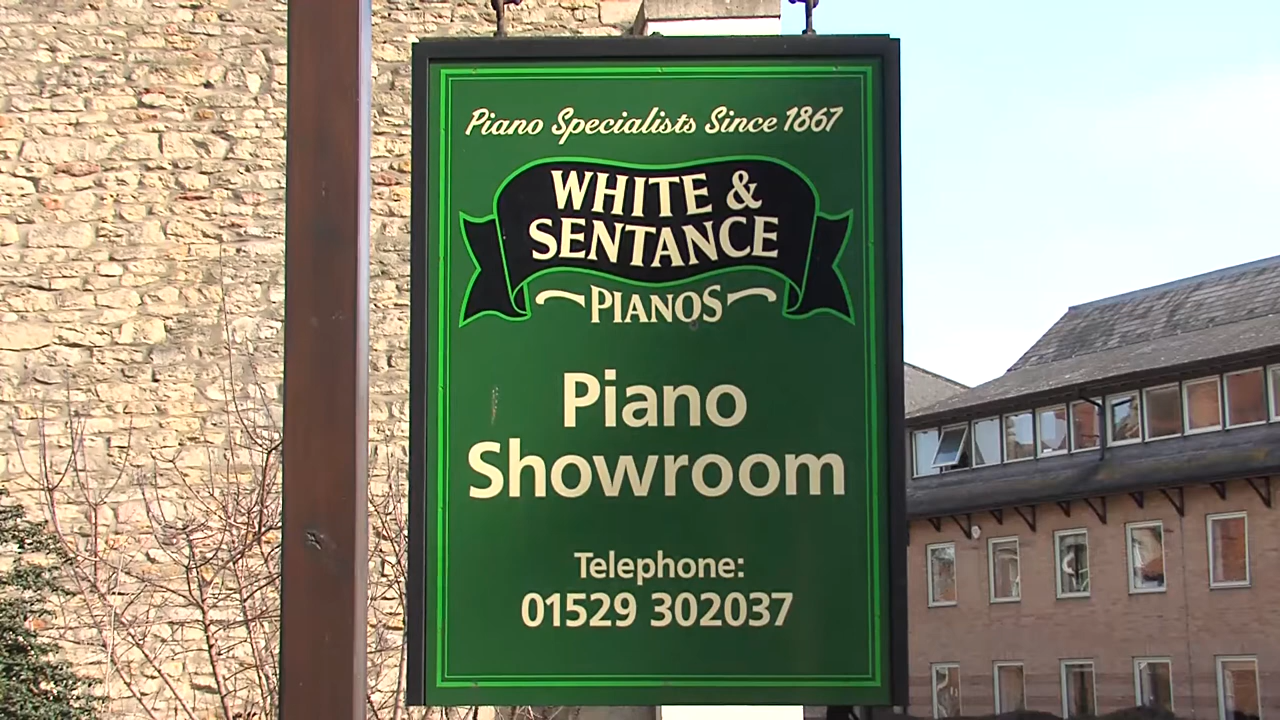 Piano Specialists Since 1867
WHITE &
SENTANCE
PIANOS
Piano
Showroom
Telephone:
01529 302037